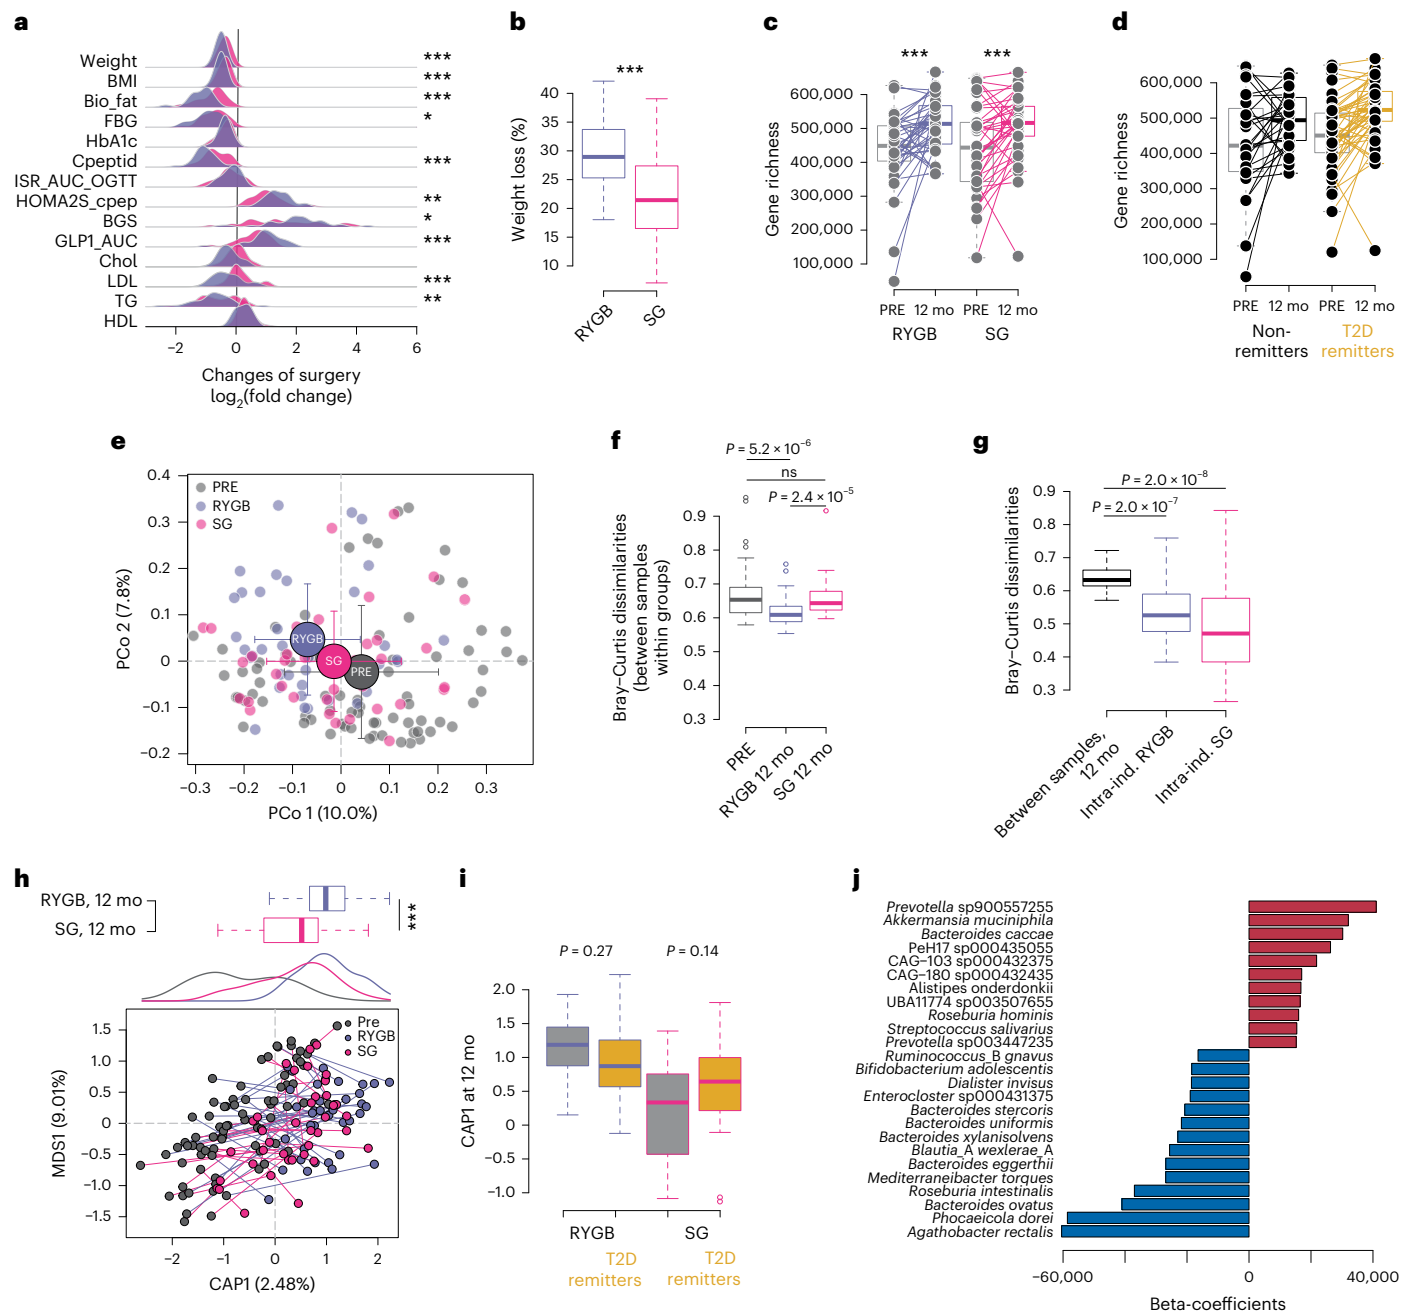 a
Weight ***
BMI ***
Bio_fat ***
FBG *
HbA1c
Cpeptid ***
ISR_AUC_OGTT
HOMA2S_cpep **
BGS *
GLP1_AUC ***
Chol
LDL ***
TG **
HDL
−2 0 2 4 6
Changes of surgery
log2(fold change)
b
***
Weight loss (%)
40
35
30
25
20
15
10
RYGB SG
c
*** ***
Gene richness
600,000
500,000
400,000
300,000
200,000
100,000
PRE 12 mo PRE 12 mo
RYGB SG
d
Gene richness
600,000
500,000
400,000
300,000
200,000
100,000
PRE 12 mo PRE 12 mo
Non-
remitters
T2D
remitters
e
PRE
RYGB
SG
PCo 2 (7.8%)
0.4
0.3
0.2
0.1
0
−0.1
−0.2
RYGB
SG
PRE
−0.3 −0.2 −0.1 0 0.1 0.2 0.3
PCo 1 (10.0%)
f
P = 5.2 × 10−6
ns
P = 2.4 × 10−5
Bray–Curtis dissimilarities
(between samples
within groups)
0.9
0.8
0.7
0.6
0.5
0.4
0.3
PRE
RYGB 12 mo
SG 12 mo
g
P = 2.0 × 10−8
P = 2.0 × 10−7
Bray–Curtis dissimilarities
0.9
0.8
0.7
0.6
0.5
0.4
0.3
Between samples,
12 mo
Intra-ind. RYGB
Intra-ind. SG
h
RYGB, 12 mo
SG, 12 mo
***
Pre
RYGB
SG
MDS1 (9.01%)
1.5
1.0
0.5
0
−0.5
−1.0
−1.5
−2 −1 0 1 2
CAP1 (2.48%)
i
P = 0.27 P = 0.14
CAP1 at 12 mo
2.0
1.5
1.0
0.5
0
−0.5
−1.0
RYGB SG
T2D
remitters
T2D
remitters
j
Prevotella sp900557255
Akkermansia muciniphila
Bacteroides caccae
PeH17 sp000435055
CAG−103 sp000432375
CAG−180 sp000432435
Alistipes onderdonkii
UBA11774 sp003507655
Roseburia hominis
Streptococcus salivarius
Prevotella sp003447235
Ruminococcus_B gnavus
Bifidobacterium adolescentis
Dialister invisus
Enterocloster sp000431375
Bacteroides stercoris
Bacteroides uniformis
Bacteroides xylanisolvens
Blautia_A wexlerae_A
Bacteroides eggerthii
Mediterraneibacter torques
Roseburia intestinalis
Bacteroides ovatus
Phocaeicola dorei
Agathobacter rectalis
−60,000 0 40,000
Beta-coefficients